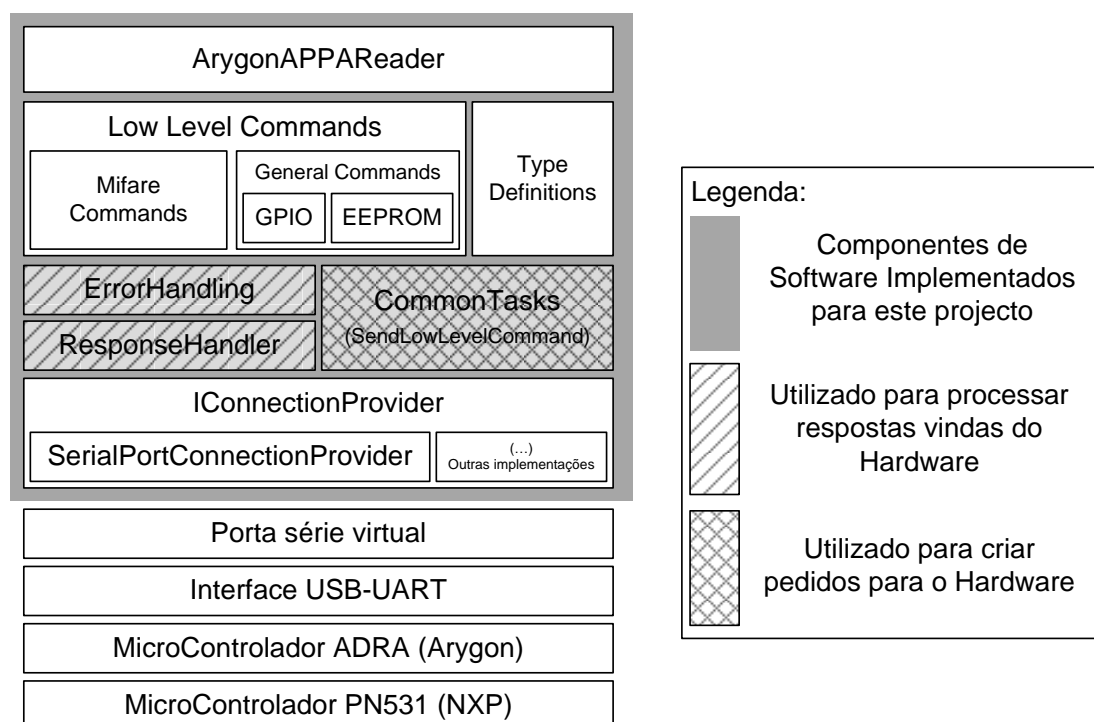 ArygonAPPAReader
Low Level Commands
Mifare
Commands
General Commands
GPIO
EEPROM
Type
Definitions
ErrorHandling
ResponseHandler
CommonTasks
(SendLowLevelCommand)
IConnectionProvider
SerialPortConnectionProvider
(...)
Outras implementações
Porta série virtual
Interface USB-UART
MicroControlador ADRA (Arygon)
MicroControlador PN531 (NXP)
Legenda:
Componentes de
Software Implementados
para este projecto
Utilizado para processar
respostas vindas do
Hardware
Utilizado para criar
pedidos para o Hardware